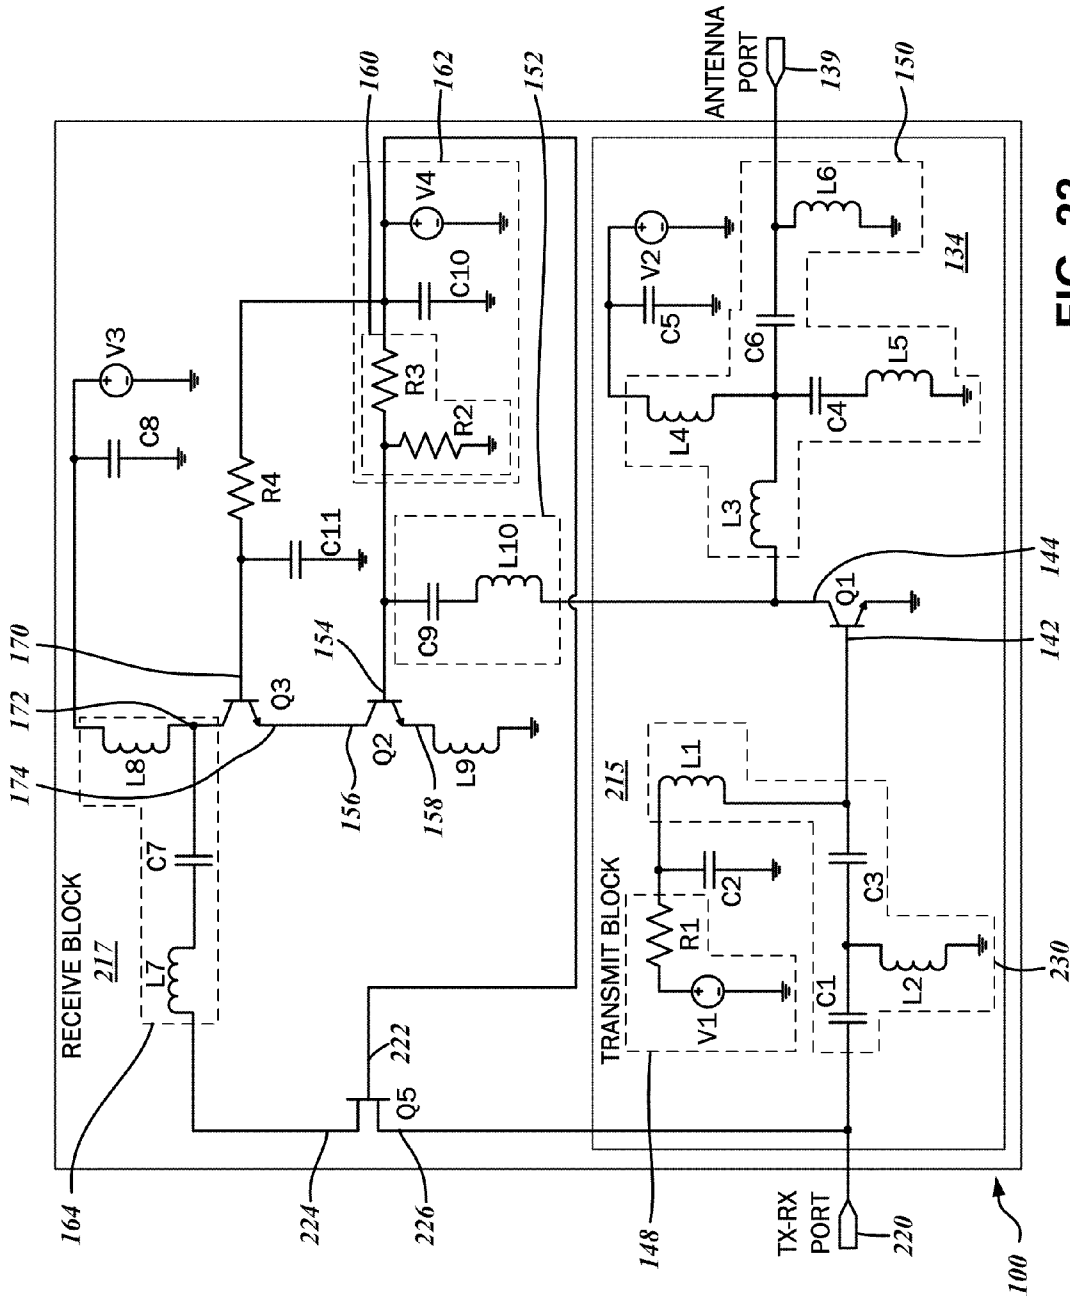 RECEIVE BLOCK
217
164
L7
C7
L8
174
172
170
V3
C8
R4
C11
Q3
154
156
Q2
158
L9
C9
L10
152
R2
R3
160
162
V4
C10
224
222
Q5
226
TRANSMIT BLOCK
215
148
V1
R1
C2
L1
C1
L2
C3
230
142
Q1
144
L3
L4
C5
V2
C4
L5
C6
L6
134
150
ANTENNA
PORT
139
TX-RX
PORT
220
100
FIG.